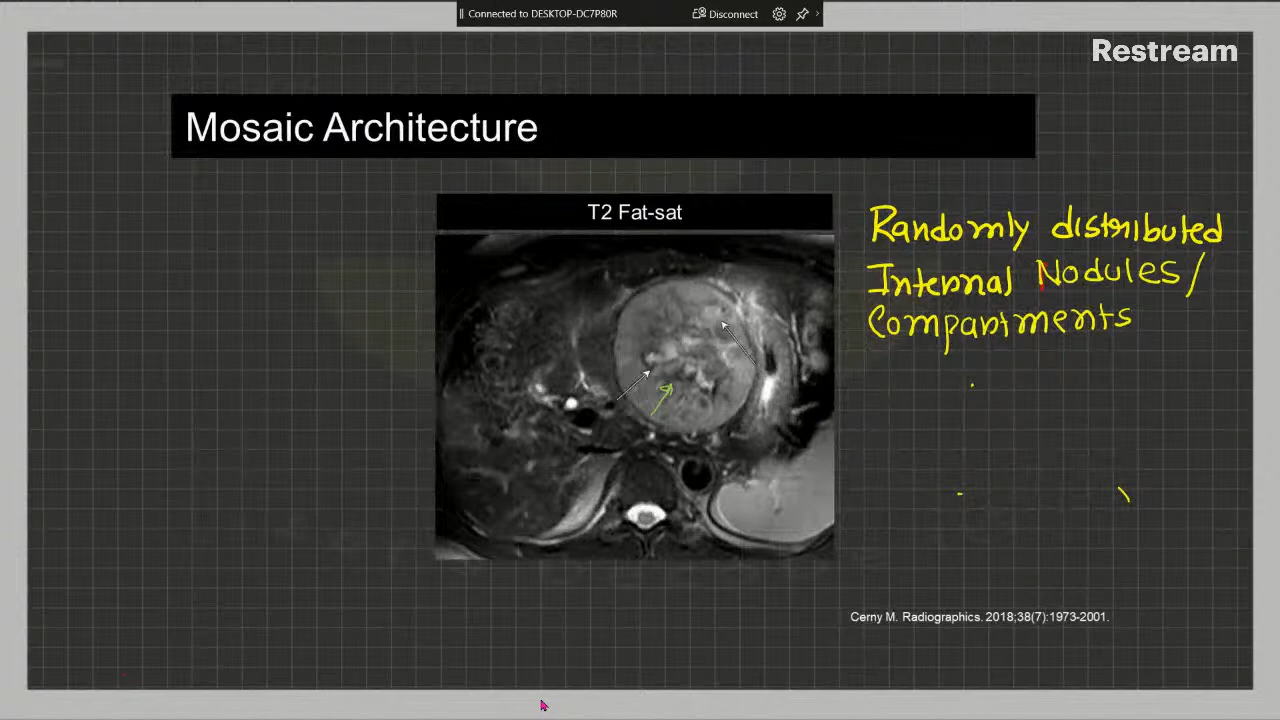 Connected to DESKTOP-DC7P80R Disconnect
Restream
Mosaic Architecture
T2 Fat-sat
Randomly distributed
Internal Nodules/
Compartments
Cerny M. Radiographics. 2018;38(7):1973-2001.